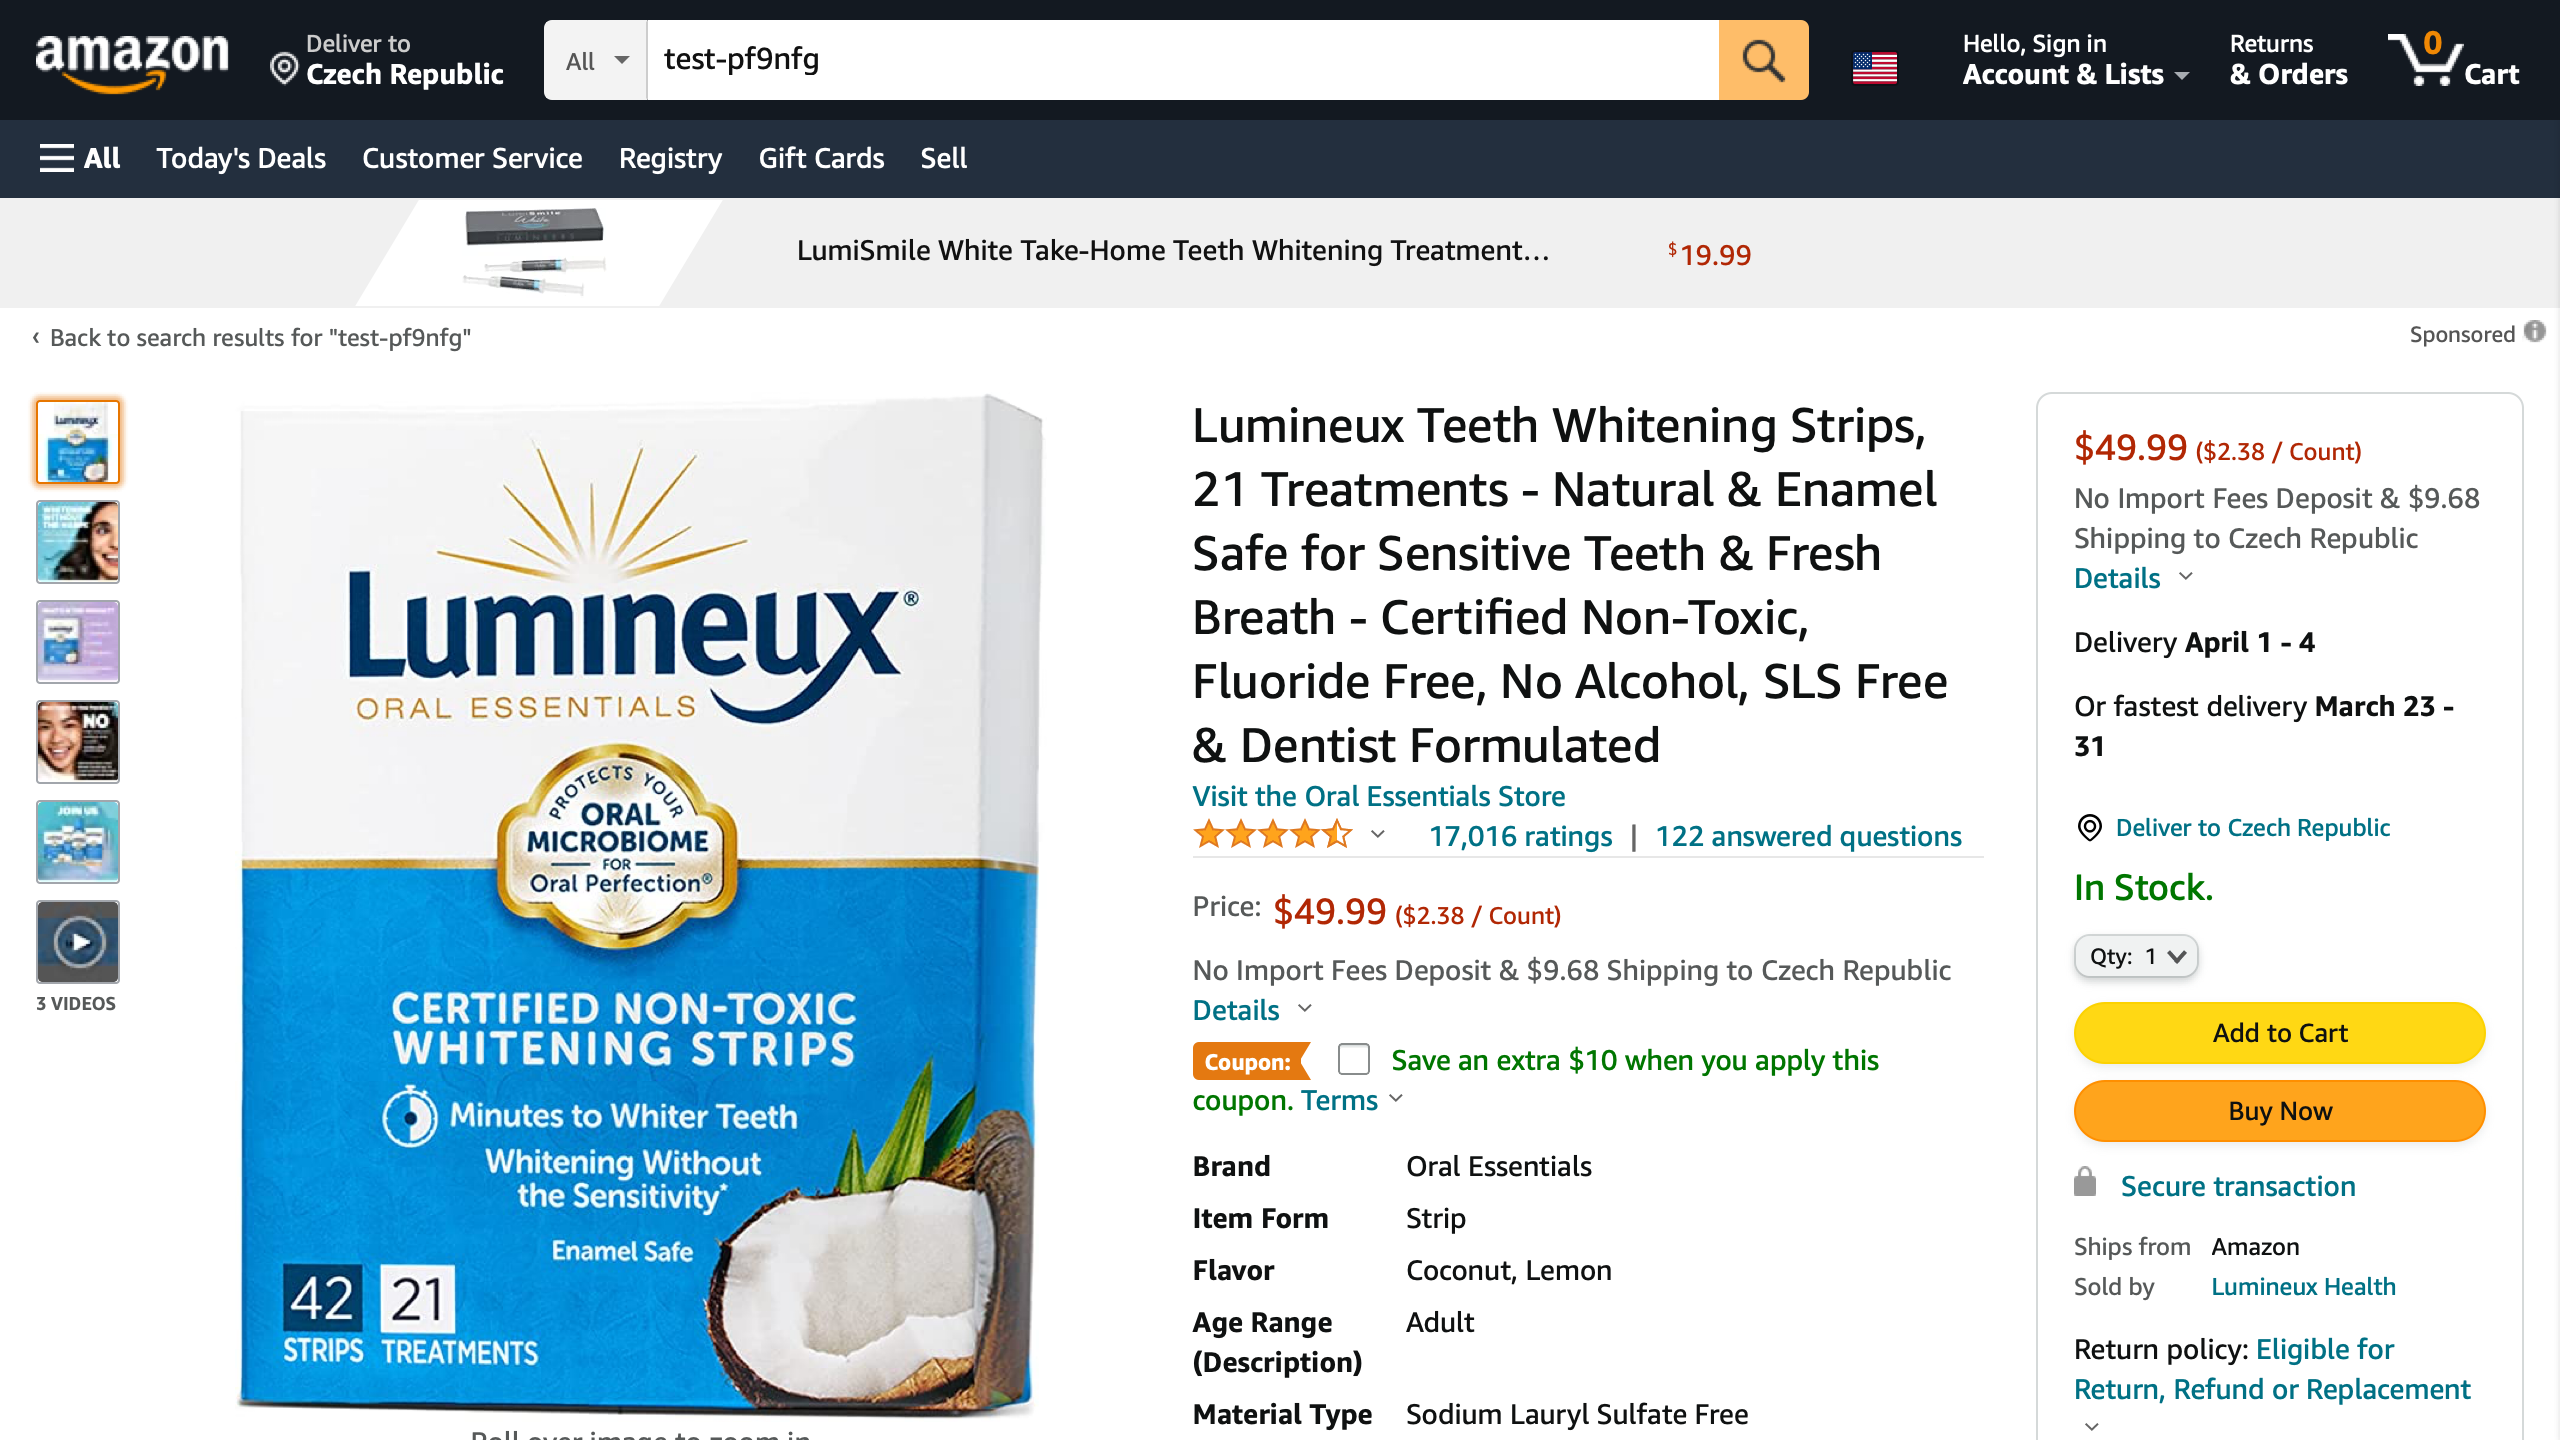 amazon
Deliver to
Czech Republic
All
test-pf9nfg
Hello, Sign in
Account & Lists
Returns
& Orders
0
Cart
All
Today's Deals
Customer Service
Registry
Gift Cards
Sell
LumiSmile White Take-Home Teeth Whitening Treatment…
$19.99
‹ Back to search results for "test-pf9nfg"
Sponsored
3 VIDEOS
Lumineux®
ORAL ESSENTIALS
PROTECTS YOUR
ORAL
MICROBIOME
FOR
Oral Perfection®
CERTIFIED NON-TOXIC
WHITENING STRIPS
Minutes to Whiter Teeth
Whitening Without
the Sensitivity*
Enamel Safe
42 21
STRIPS TREATMENTS
Roll over image to zoom in
Lumineux Teeth Whitening Strips,
21 Treatments - Natural & Enamel
Safe for Sensitive Teeth & Fresh
Breath - Certified Non-Toxic,
Fluoride Free, No Alcohol, SLS Free
& Dentist Formulated
Visit the Oral Essentials Store
17,016 ratings | 122 answered questions
Price: $49.99 ($2.38 / Count)
No Import Fees Deposit & $9.68 Shipping to Czech Republic
Details
Coupon: Save an extra $10 when you apply this
coupon. Terms
Brand Oral Essentials
Item Form Strip
Flavor Coconut, Lemon
Age Range Adult
(Description)
Material Type Sodium Lauryl Sulfate Free
$49.99 ($2.38 / Count)
No Import Fees Deposit & $9.68
Shipping to Czech Republic
Details
Delivery April 1 - 4
Or fastest delivery March 23 -
31
Deliver to Czech Republic
In Stock.
Qty: 1
Add to Cart
Buy Now
Secure transaction
Ships from Amazon
Sold by Lumineux Health
Return policy: Eligible for
Return, Refund or Replacement